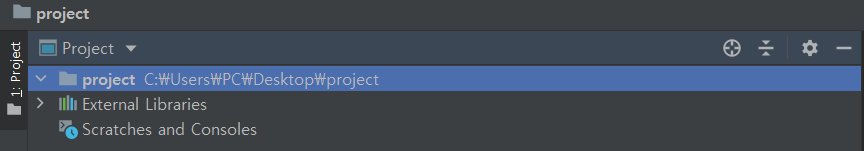 project
1: Project
Project
project C:₩Users₩PC₩Desktop₩project
External Libraries
Scratches and Consoles